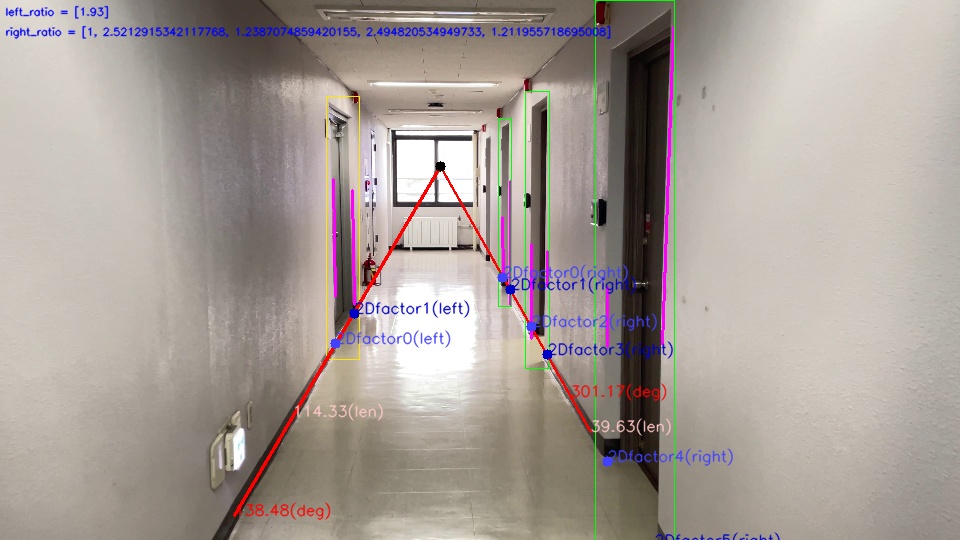 left_ratio = [1.93]
right_ratio = [1, 2.5212915342117768, 1.2387074859420155, 2.494820534949733, 1.211955718695008]
2Dfactor0(right)
2Dfactor1(right)
2Dfactor1(left)
2Dfactor2(right)
2Dfactor0(left)
2Dfactor3(right)
301.17(deg)
114.33(len)
39.63(len)
2Dfactor4(right)
438.48(deg)
2Dfactor5(right)